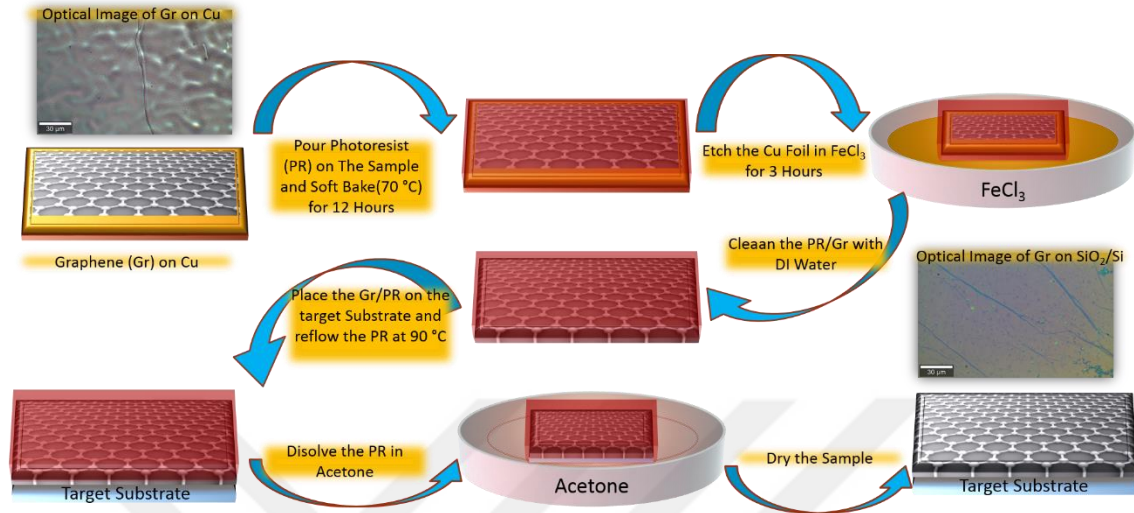 Optical Image of Gr on Cu
30 µm
Graphene (Gr) on Cu
Pour Photoresist
(PR) on The Sample
and Soft Bake(70 °C)
for 12 Hours
Etch the Cu Foil in FeCl₃
for 3 Hours
FeCl₃
Cleaan the PR/Gr with
DI Water
Optical Image of Gr on SiO₂/Si
30 µm
Place the Gr/PR on the
target Substrate and
reflow the PR at 90 °C
Target Substrate
Disolve the PR in
Acetone
Acetone
Dry the Sample
Target Substrate